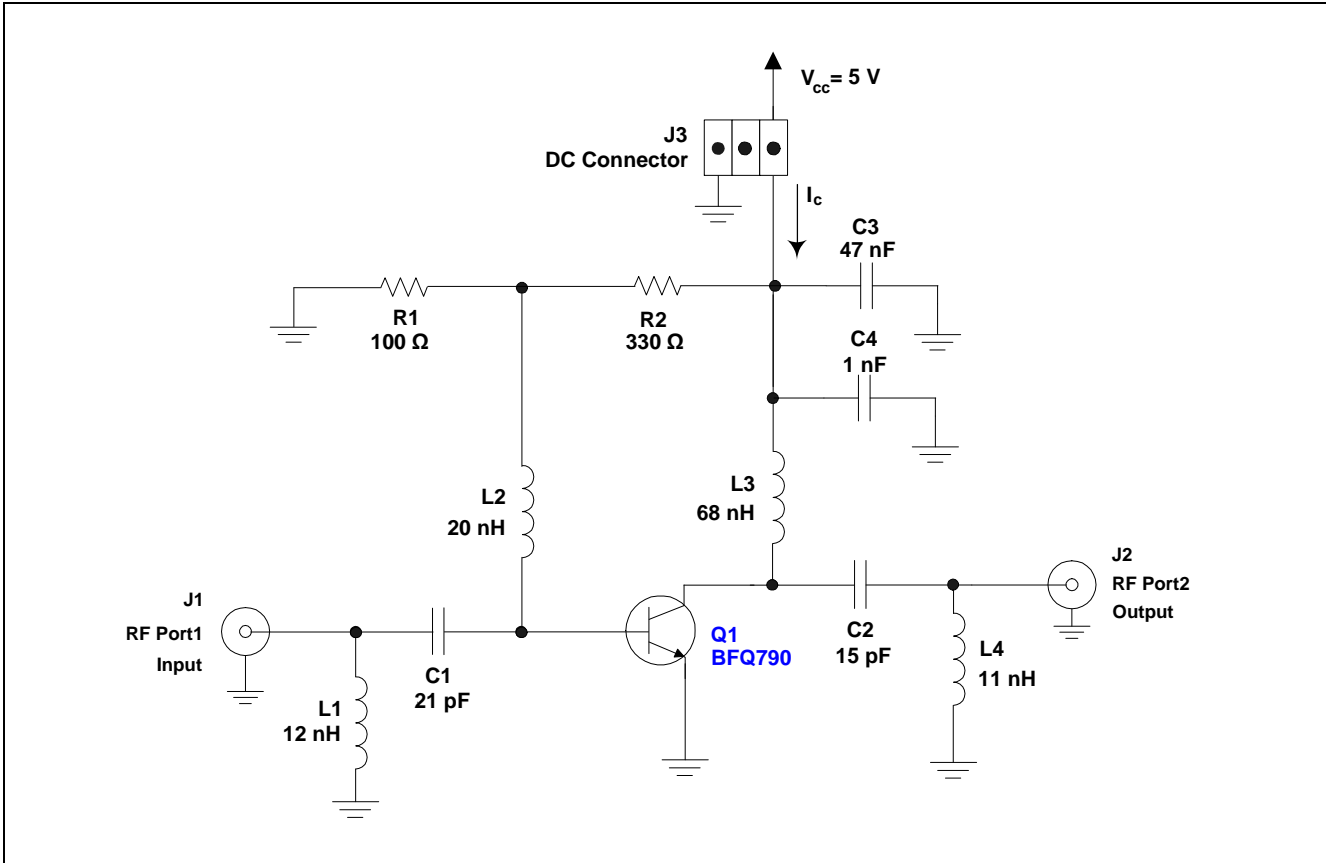 Vcc= 5 V
J3
DC Connector
Ic
C3
47 nF
R1
100 Ω
R2
330 Ω
C4
1 nF
L2
20 nH
L3
68 nH
J1
RF Port1
Input
C1
21 pF
L1
12 nH
Q1
BFQ790
C2
15 pF
L4
11 nH
J2
RF Port2
Output